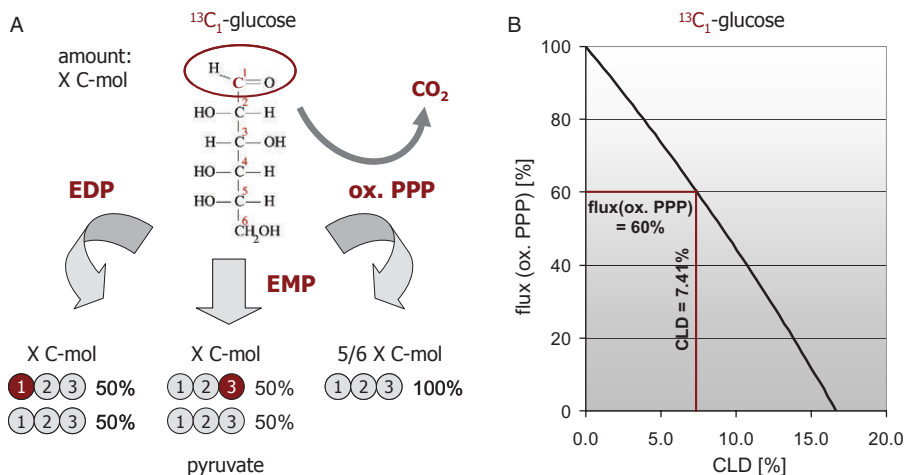 A
¹³C₁-glucose
amount:
X C-mol
H
1
C=O
2
HO C H
3
H C OH
4
HO C H
5
HO C H
6
CH₂OH
CO₂
EDP
ox. PPP
EMP
X C-mol
1 2 3 50%
1 2 3 50%
X C-mol
1 2 3 50%
1 2 3 50%
5/6 X C-mol
1 2 3 100%
pyruvate
B
¹³C₁-glucose
flux (ox. PPP) [%]
100
80
60
40
20
0
flux(ox. PPP)
= 60%
CLD = 7.41%
0.0 5.0 10.0 15.0 20.0
CLD [%]